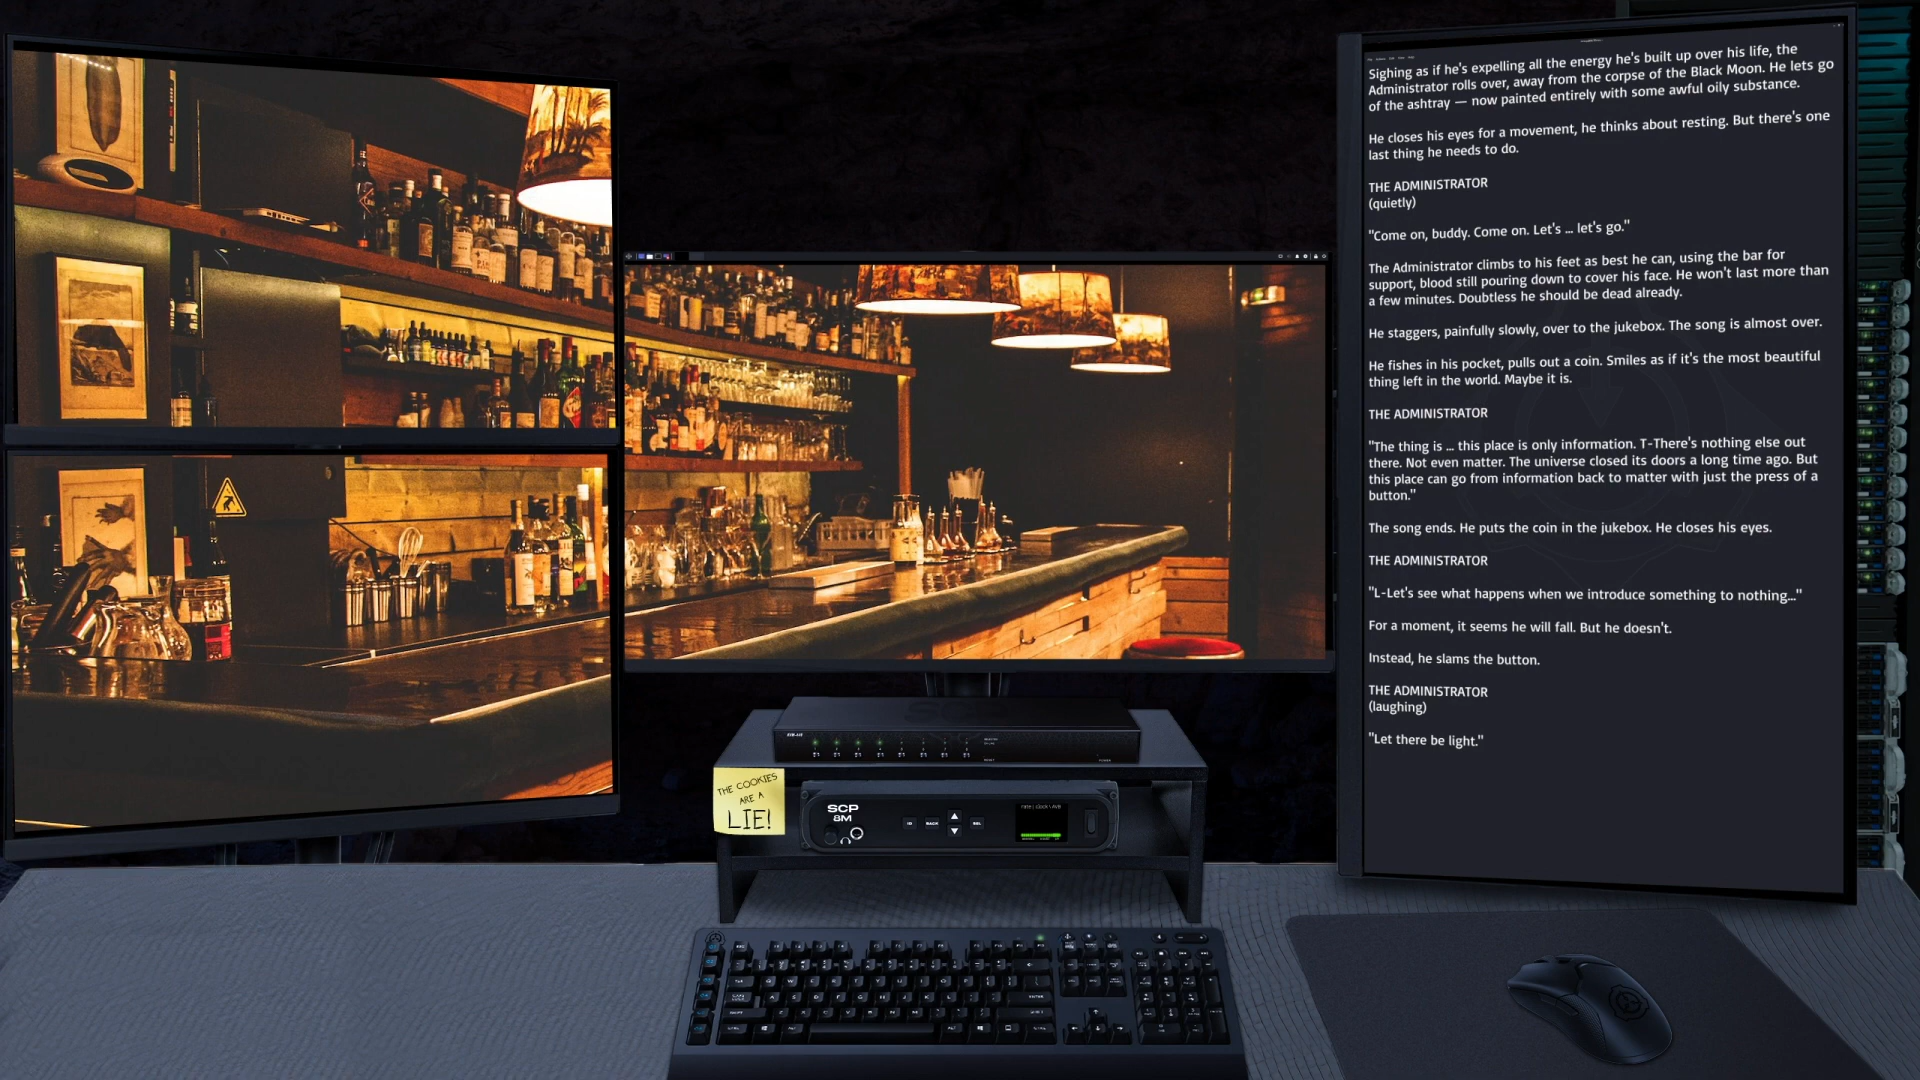 Sighing as if he's expelling all the energy he's built up over his life, the
Administrator rolls over, away from the corpse of the Black Moon. He lets go
of the ashtray — now painted entirely with some awful oily substance.
He closes his eyes for a movement, he thinks about resting. But there's one
last thing he needs to do.
THE ADMINISTRATOR
(quietly)
"Come on, buddy. Come on. Let's ... let's go."
The Administrator climbs to his feet as best he can, using the bar for
support, blood still pouring down to cover his face. He won't last more than
a few minutes. Doubtless he should be dead already.
He staggers, painfully slowly, over to the jukebox. The song is almost over.
He fishes in his pocket, pulls out a coin. Smiles as if it's the most beautiful
thing left in the world. Maybe it is.
THE ADMINISTRATOR
"The thing is ... this place is only information. T-There's nothing else out
there. Not even matter. The universe closed its doors a long time ago. But
this place can go from information back to matter with just the press of a
button."
The song ends. He puts the coin in the jukebox. He closes his eyes.
THE ADMINISTRATOR
"L-Let's see what happens when we introduce something to nothing..."
For a moment, it seems he will fall. But he doesn't.
Instead, he slams the button.
THE ADMINISTRATOR
(laughing)
"Let there be light."
THE COOKIES
ARE A
LIE!
SCP
8M
BACK